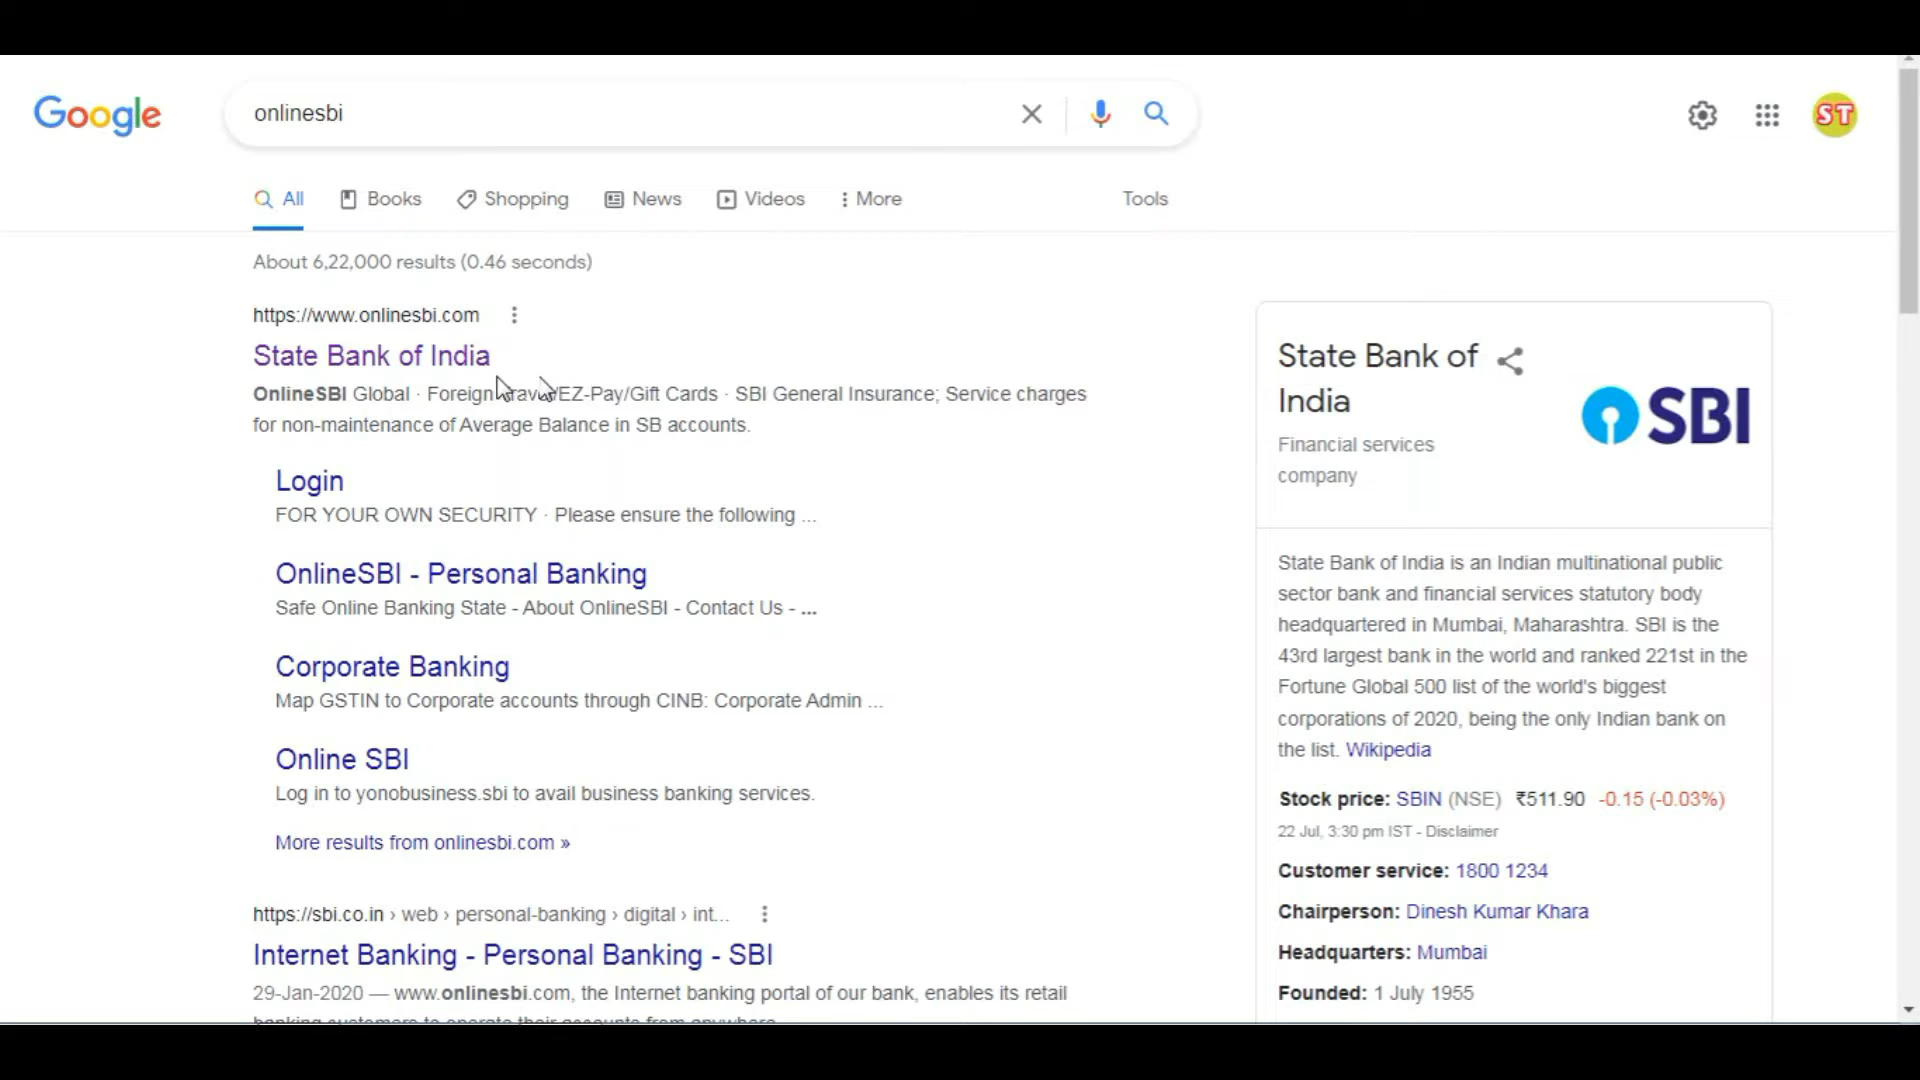 Google
onlinesbi
ST
All
Books
Shopping
News
Videos
More
Tools
About 6,22,000 results (0.46 seconds)
https://www.onlinesbi.com
State Bank of India
OnlineSBI Global · Foreign Travel/EZ-Pay/Gift Cards · SBI General Insurance; Service charges
for non-maintenance of Average Balance in SB accounts.
Login
FOR YOUR OWN SECURITY · Please ensure the following ...
OnlineSBI - Personal Banking
Safe Online Banking State - About OnlineSBI - Contact Us - ...
Corporate Banking
Map GSTIN to Corporate accounts through CINB: Corporate Admin ...
Online SBI
Log in to yonobusiness.sbi to avail business banking services.
More results from onlinesbi.com »
https://sbi.co.in › web › personal-banking › digital › int...
Internet Banking - Personal Banking - SBI
29-Jan-2020 — www.onlinesbi.com, the Internet banking portal of our bank, enables its retail
banking customers to operate their accounts from anywhere
State Bank of
India
SBI
Financial services
company
State Bank of India is an Indian multinational public
sector bank and financial services statutory body
headquartered in Mumbai, Maharashtra. SBI is the
43rd largest bank in the world and ranked 221st in the
Fortune Global 500 list of the world's biggest
corporations of 2020, being the only Indian bank on
the list. Wikipedia
Stock price: SBIN (NSE) ₹511.90 -0.15 (-0.03%)
22 Jul, 3:30 pm IST - Disclaimer
Customer service: 1800 1234
Chairperson: Dinesh Kumar Khara
Headquarters: Mumbai
Founded: 1 July 1955